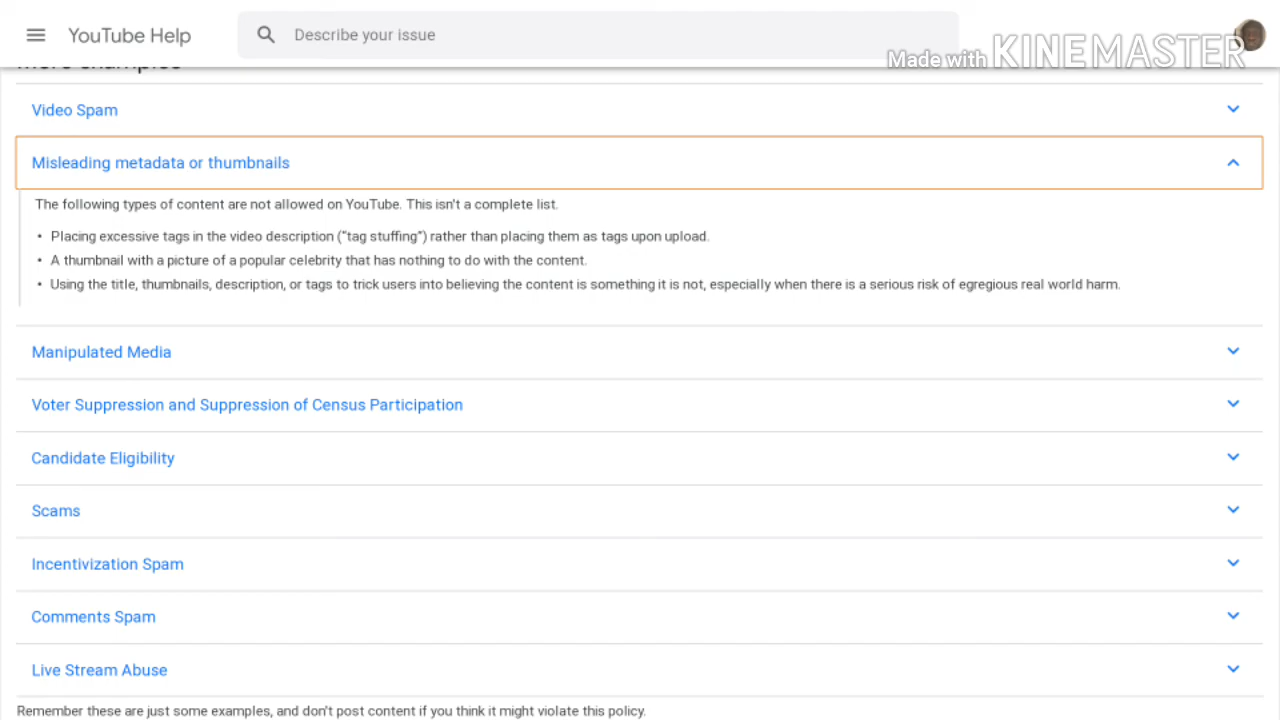 YouTube Help
Describe your issue
Made with KINEMASTER
More examples
Video Spam
Misleading metadata or thumbnails
The following types of content are not allowed on YouTube. This isn't a complete list.
• Placing excessive tags in the video description ("tag stuffing") rather than placing them as tags upon upload.
• A thumbnail with a picture of a popular celebrity that has nothing to do with the content.
• Using the title, thumbnails, description, or tags to trick users into believing the content is something it is not, especially when there is a serious risk of egregious real world harm.
Manipulated Media
Voter Suppression and Suppression of Census Participation
Candidate Eligibility
Scams
Incentivization Spam
Comments Spam
Live Stream Abuse
Remember these are just some examples, and don't post content if you think it might violate this policy.